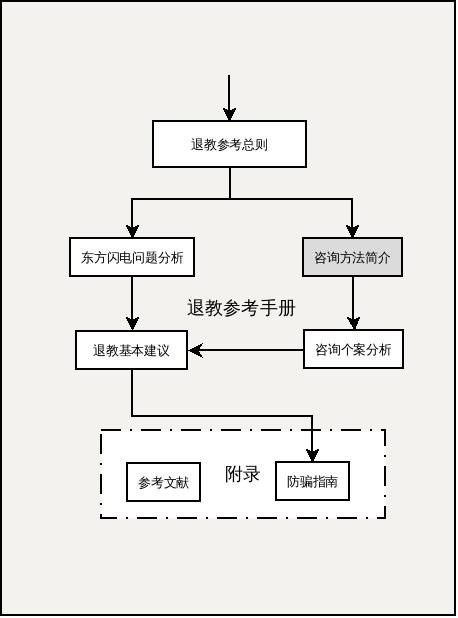 退教参考总则
东方闪电问题分析
咨询方法简介
退教参考手册
退教基本建议
咨询个案分析
参考文献
附录
防骗指南